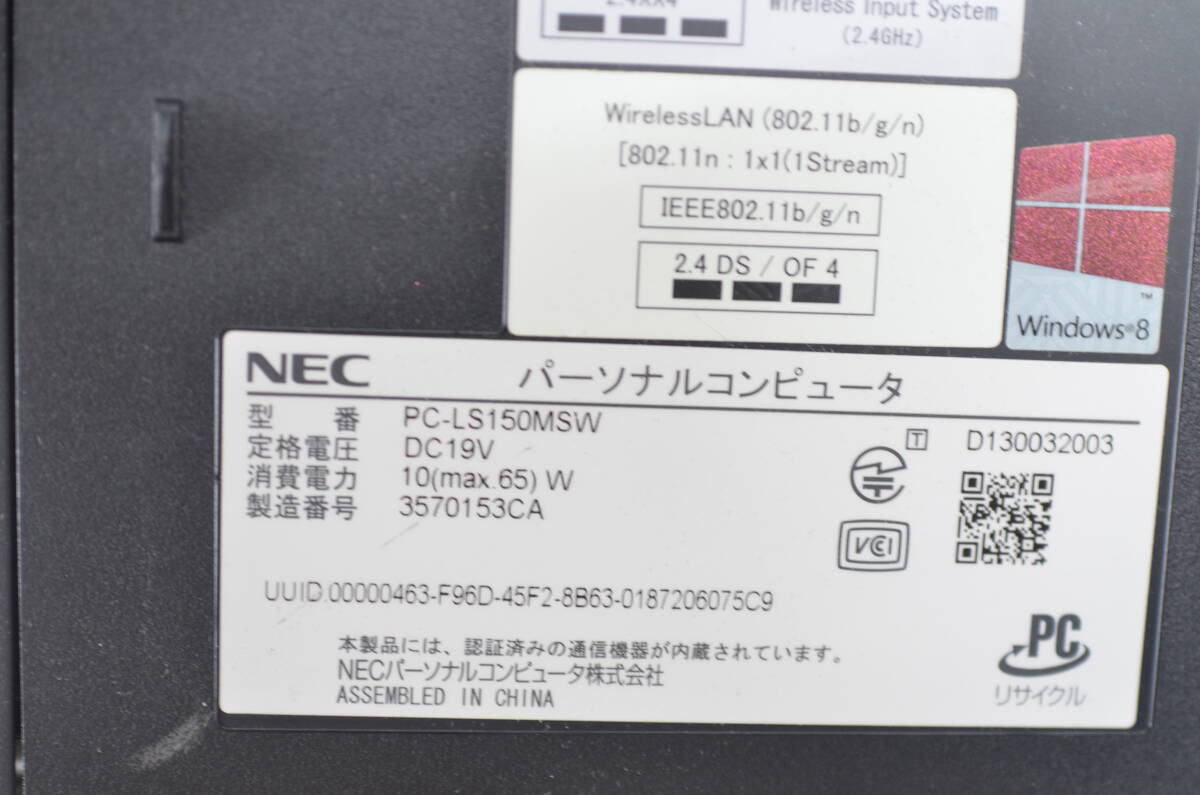 2.4XX4
Wireless Input System
(2.4GHz)
WirelessLAN (802.11b/g/n)
[802.11n : 1x1(1Stream)]
IEEE802.11b/g/n
2.4 DS / OF 4
Windows®8
NEC パーソナルコンピュータ
型 番 PC-LS150MSW
定格電圧 DC19V
消費電力 10(max.65) W
製造番号 3570153CA
T D130032003
VCCI
UUID 00000463-F96D-45F2-8B63-0187206075C9
本製品には、認証済みの通信機器が内蔵されています。
NECパーソナルコンピュータ株式会社
ASSEMBLED IN CHINA
PC
リサイクル